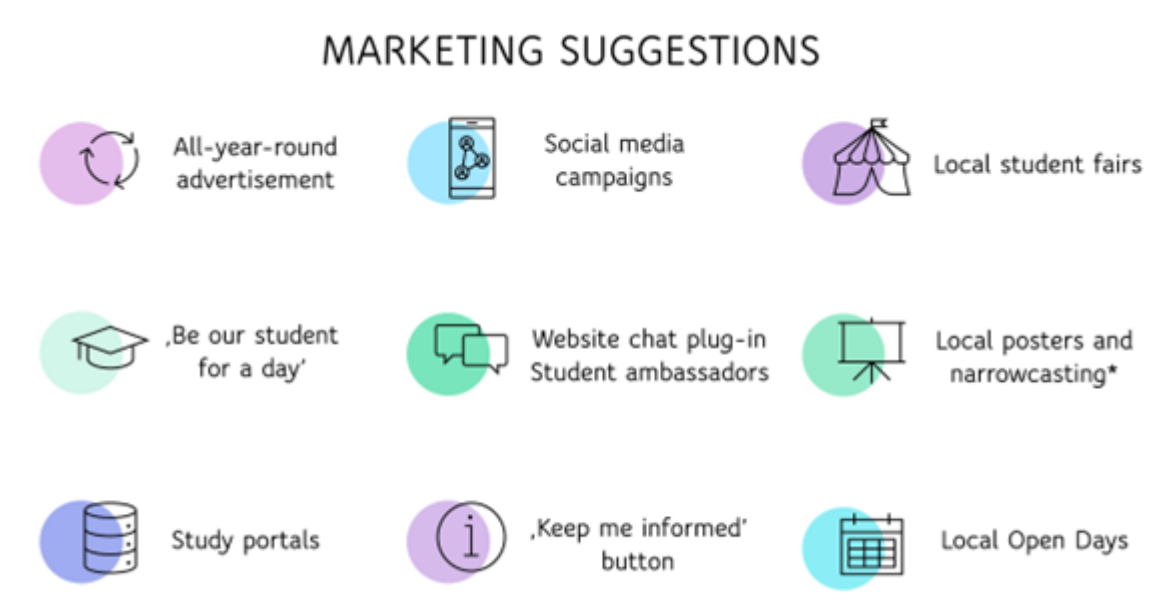 MARKETING SUGGESTIONS
All-year-round
advertisement
Social media
campaigns
Local student fairs
‚Be our student
for a day’
Website chat plug-in
Student ambassadors
Local posters and
narrowcasting*
Study portals
‚Keep me informed’
button
Local Open Days